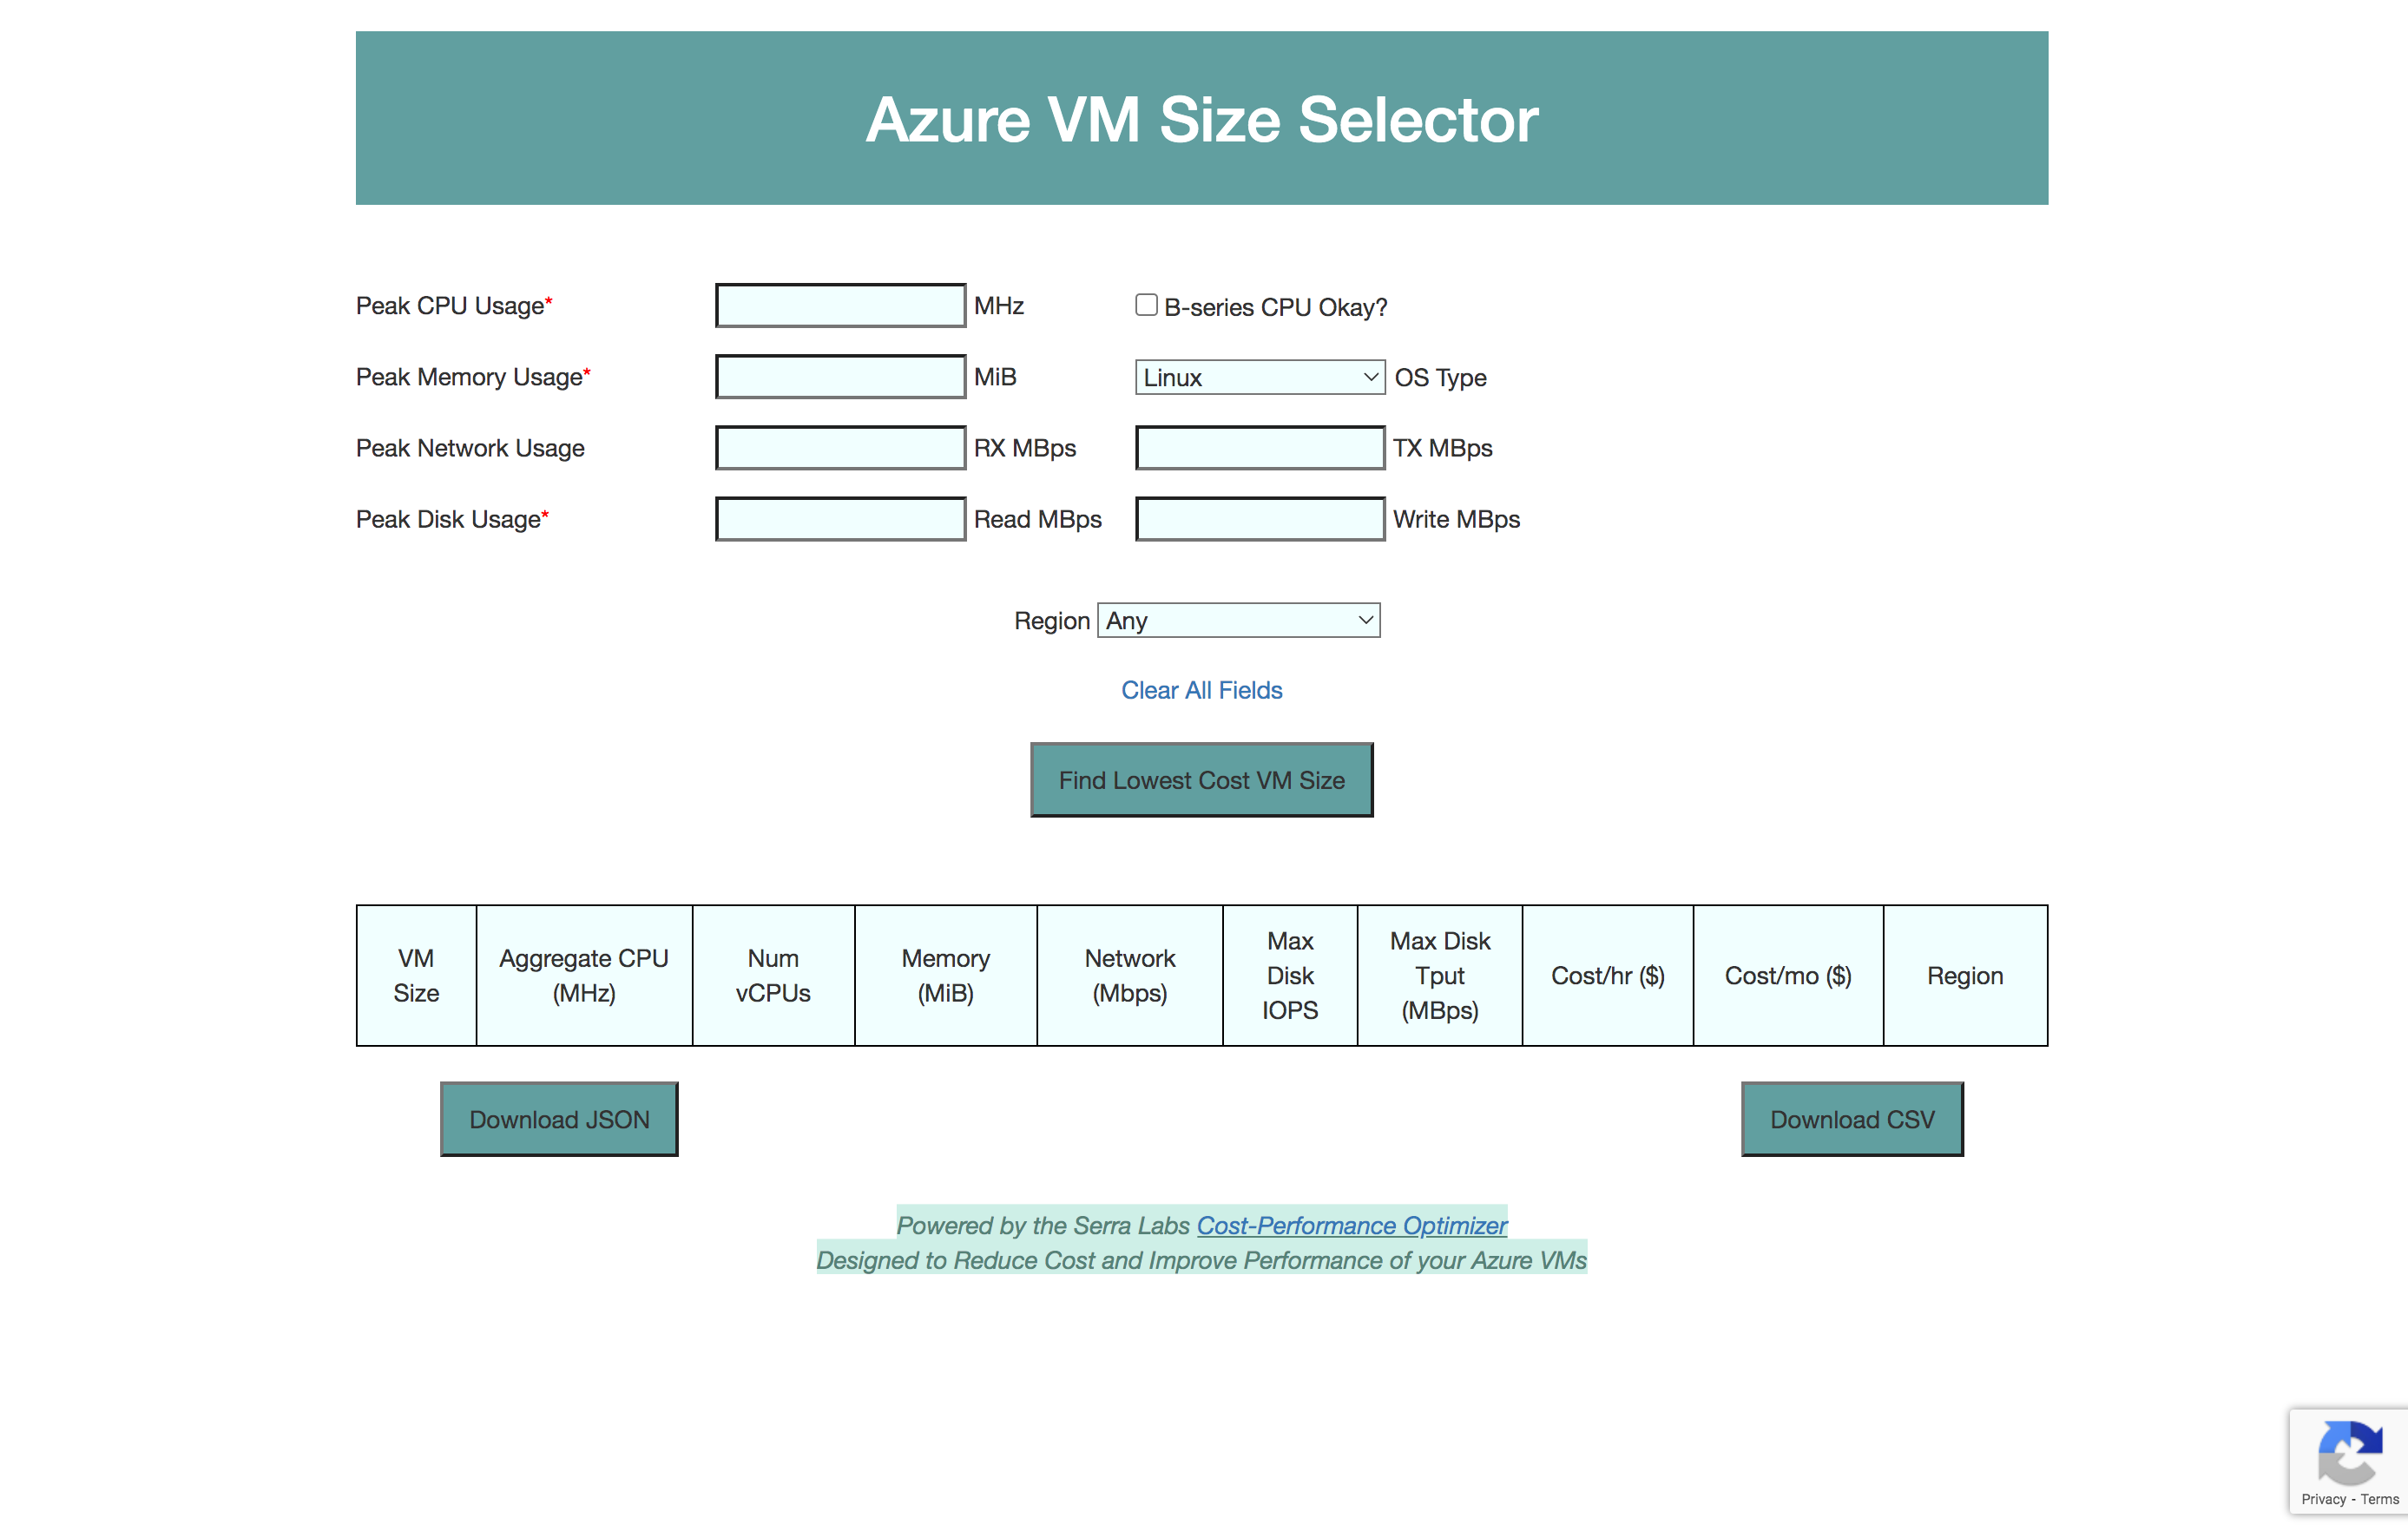 Azure VM Size Selector
Peak CPU Usage* MHz B-series CPU Okay?
Peak Memory Usage* MiB Linux OS Type
Peak Network Usage RX MBps TX MBps
Peak Disk Usage* Read MBps Write MBps
Region Any
Clear All Fields
Find Lowest Cost VM Size
VM Size Aggregate CPU (MHz) Num vCPUs Memory (MiB) Network (Mbps) Max Disk IOPS Max Disk Tput (MBps) Cost/hr ($) Cost/mo ($) Region
Download JSON Download CSV
Powered by the Serra Labs Cost-Performance Optimizer
Designed to Reduce Cost and Improve Performance of your Azure VMs
Privacy - Terms